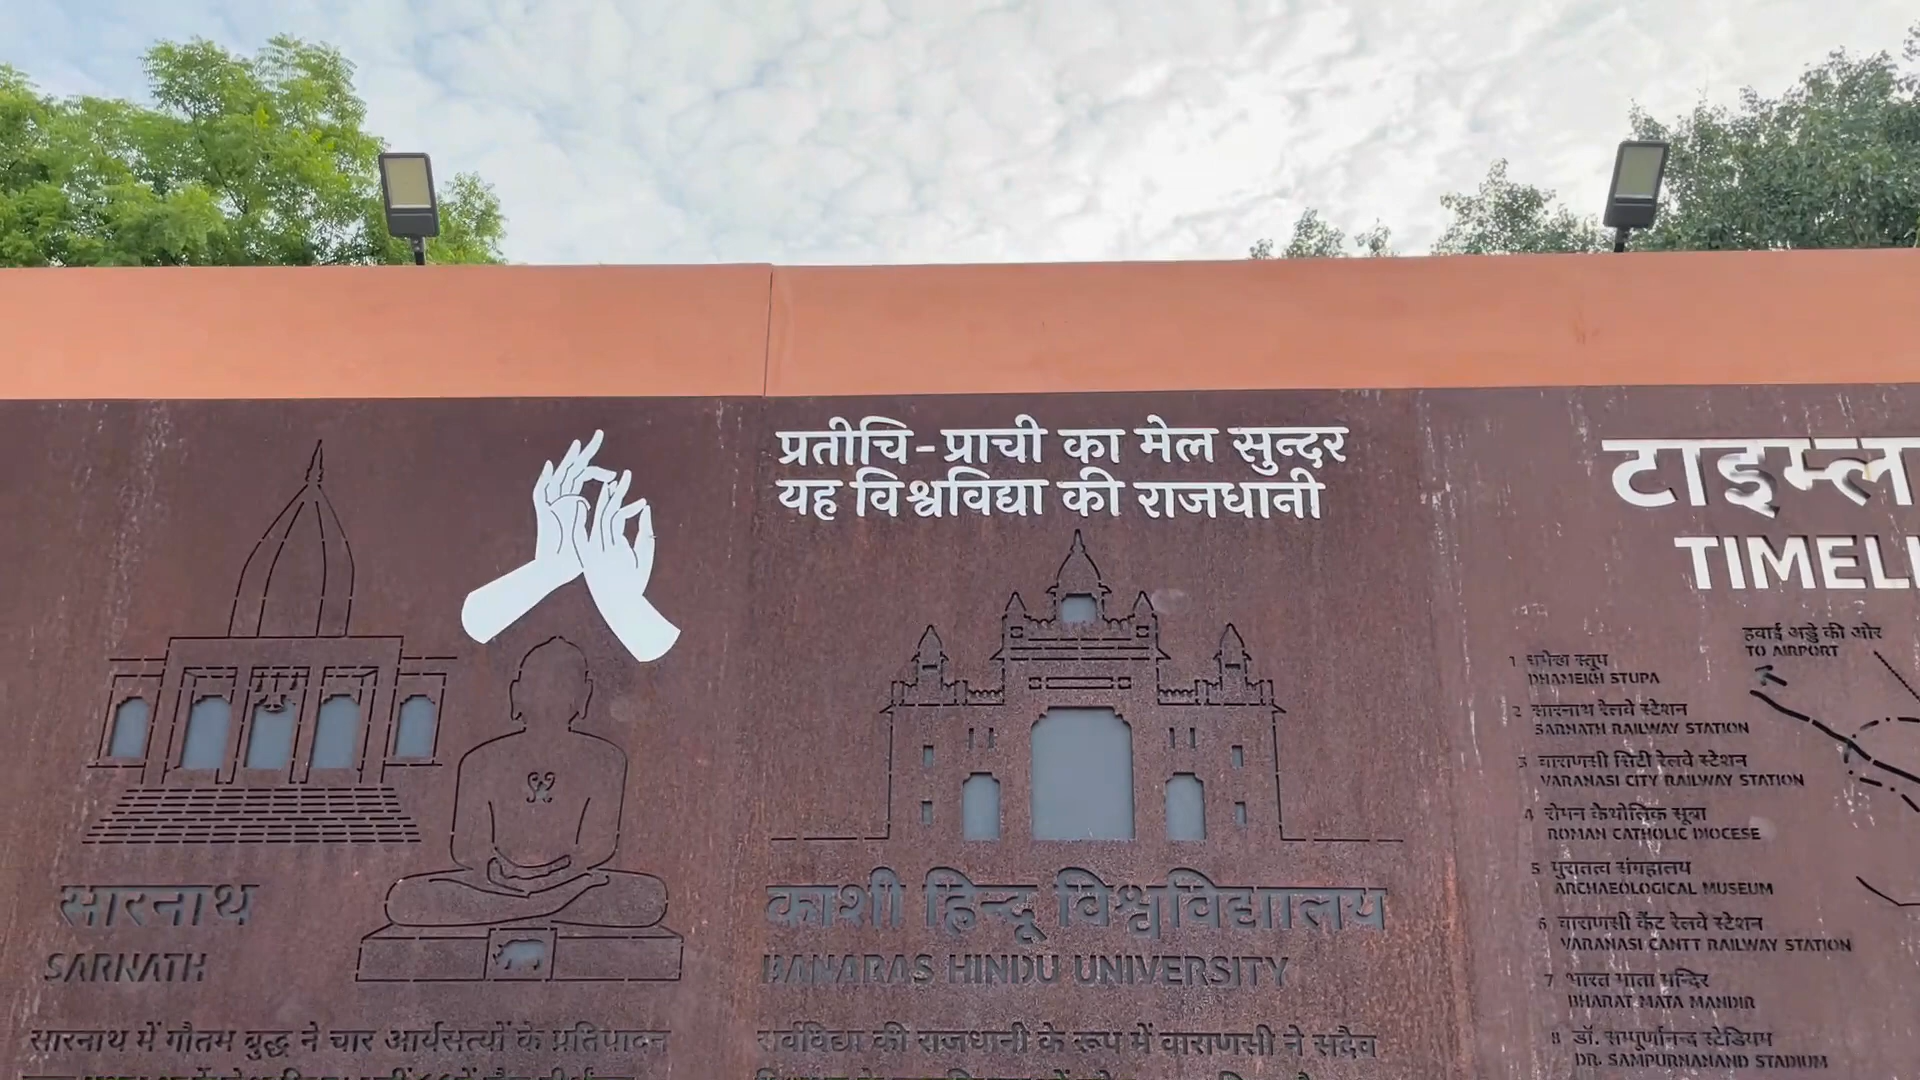 सारनाथ
SARNATH
सारनाथ में गौतम बुद्ध ने चार आर्यसत्यों के प्रतिपादन
प्रतीचि-प्राची का मेल सुन्दर
यह विश्वविद्या की राजधानी
काशी हिन्दू विश्वविद्यालय
BANARAS HINDU UNIVERSITY
सर्वविद्या की राजधानी के रूप में वाराणसी ने सदैव
हवाई अड्डे की ओर
TO AIRPORT
1 धमेख स्तूप
DHAMEKH STUPA
2 सारनाथ रेलवे स्टेशन
SARNATH RAILWAY STATION
3 वाराणसी सिटी रेलवे स्टेशन
VARANASI CITY RAILWAY STATION
4 रोमन कैथोलिक सूबा
ROMAN CATHOLIC DIOCESE
5 पुरातत्व संग्रहालय
ARCHAEOLOGICAL MUSEUM
6 वाराणसी कैंट रेलवे स्टेशन
VARANASI CANTT RAILWAY STATION
7 भारत माता मन्दिर
BHARAT MATA MANDIR
8 डॉ. सम्पूर्णानन्द स्टेडियम
DR. SAMPURNANAND STADIUM